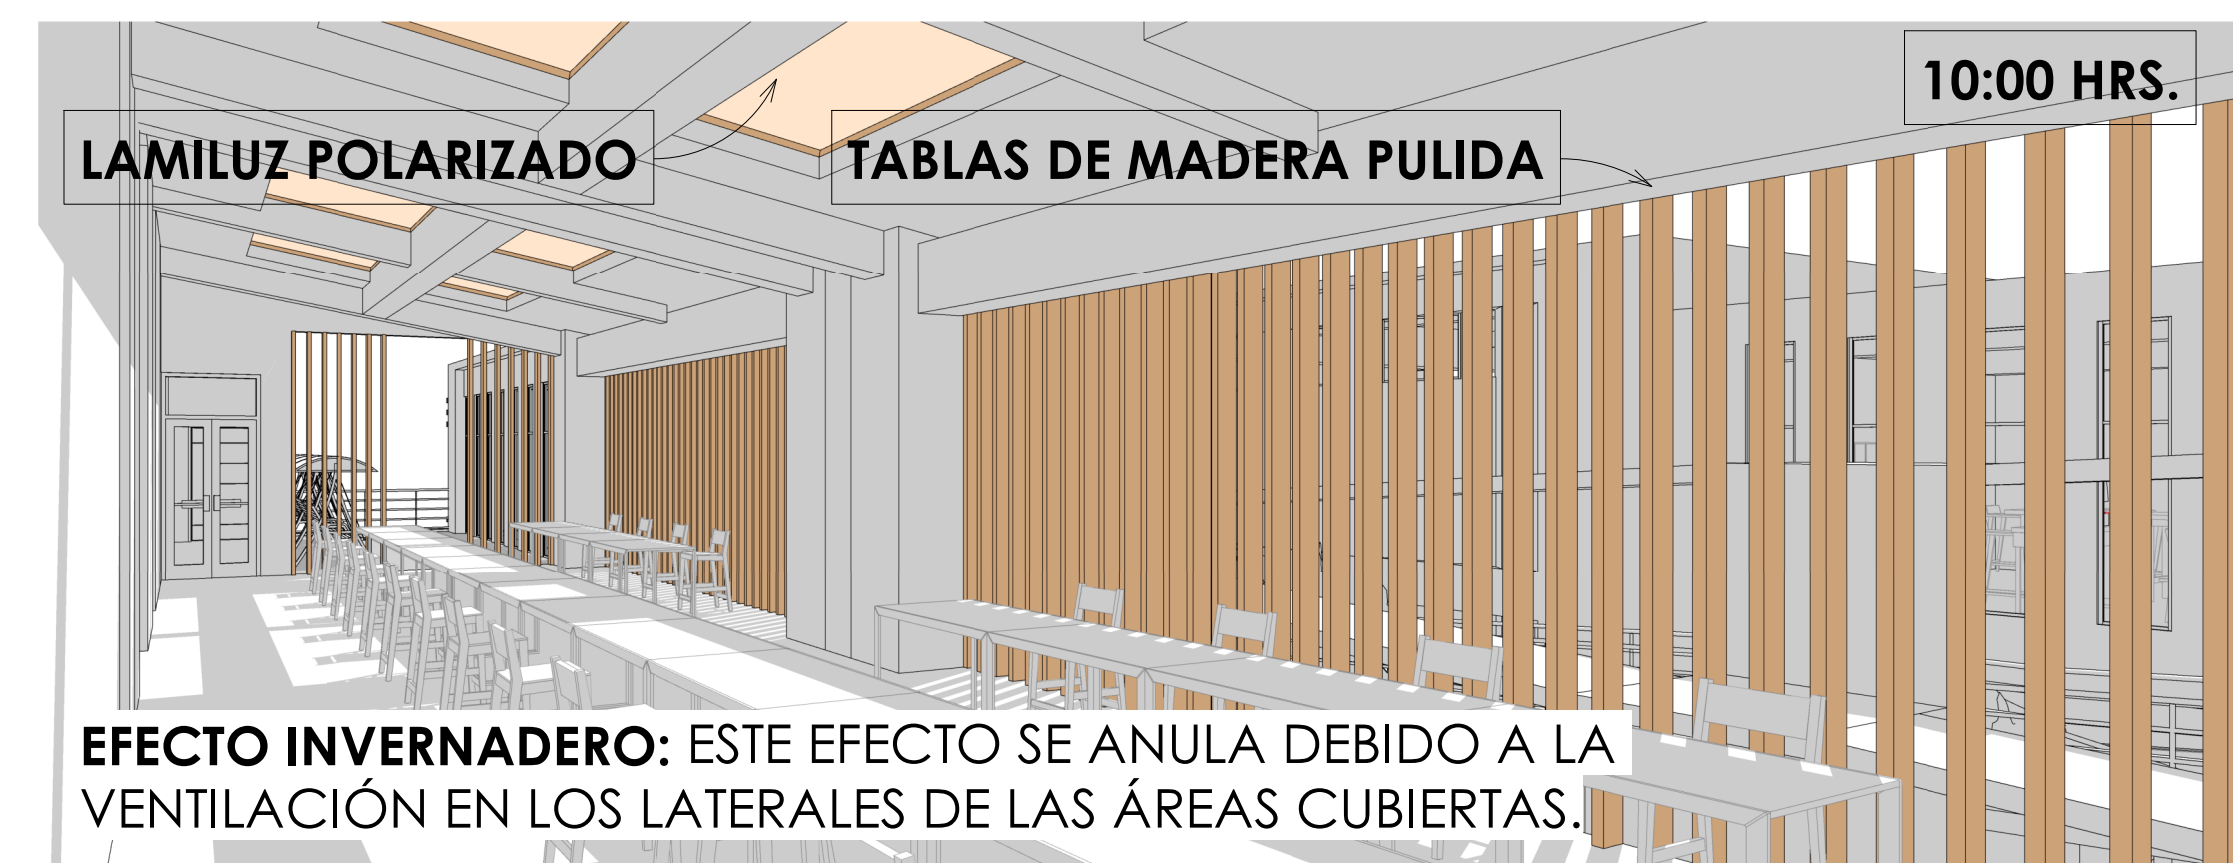 10:00 HRS.
LAMILUZ POLARIZADO
TABLAS DE MADERA PULIDA
EFECTO INVERNADERO: ESTE EFECTO SE ANULA DEBIDO A LA
VENTILACIÓN EN LOS LATERALES DE LAS ÁREAS CUBIERTAS.